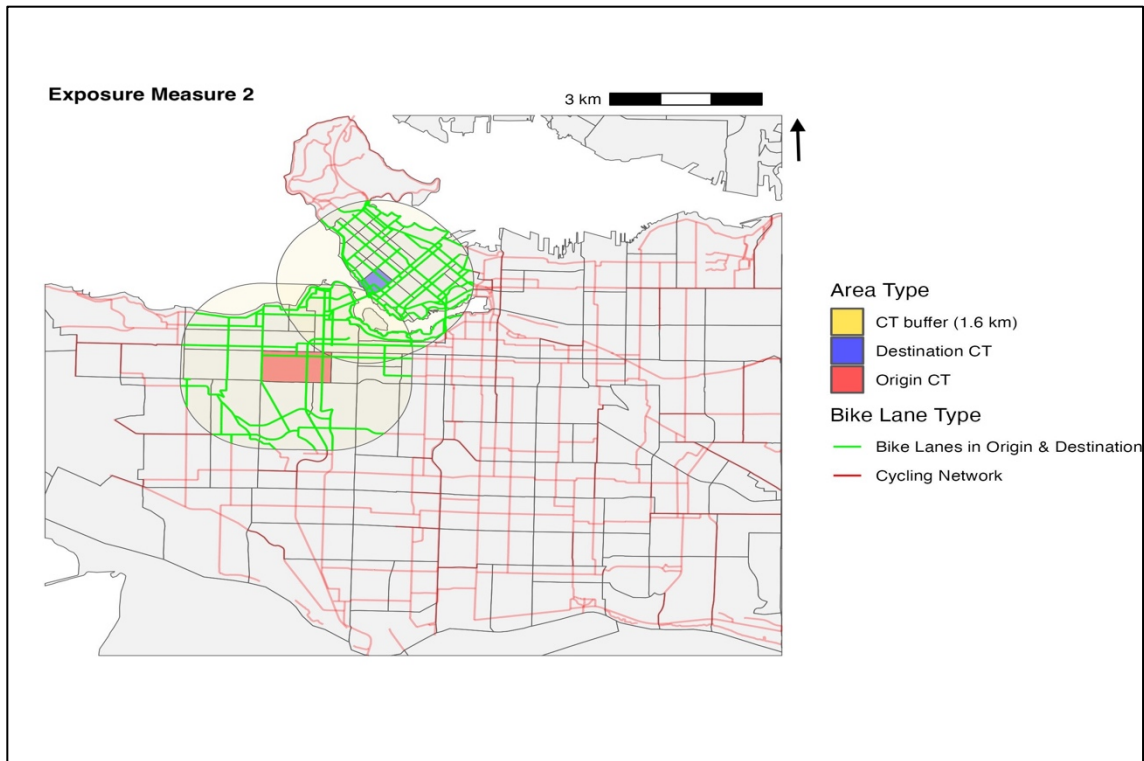 Exposure Measure 2
3 km
Area Type
CT buffer (1.6 km)
Destination CT
Origin CT
Bike Lane Type
Bike Lanes in Origin & Destination
Cycling Network